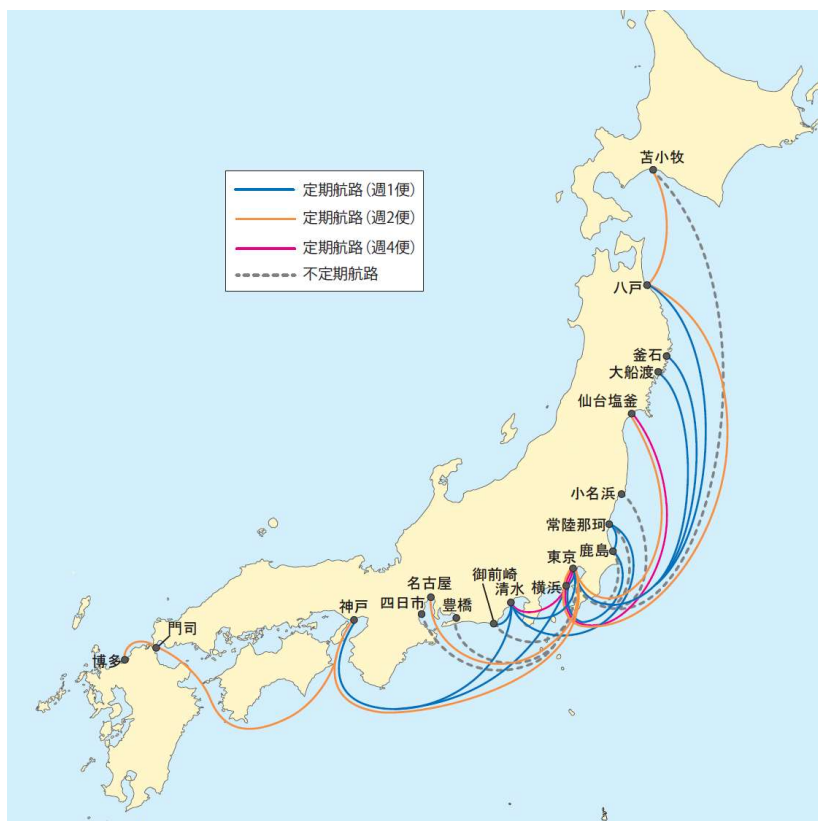 苫小牧
定期航路（週1便）
定期航路（週2便）
定期航路（週4便）
不定期航路
八戸
釜石
大船渡
仙台塩釜
小名浜
常陸那珂
鹿島
東京
横浜
御前崎
清水
名古屋
四日市
豊橋
神戸
門司
博多